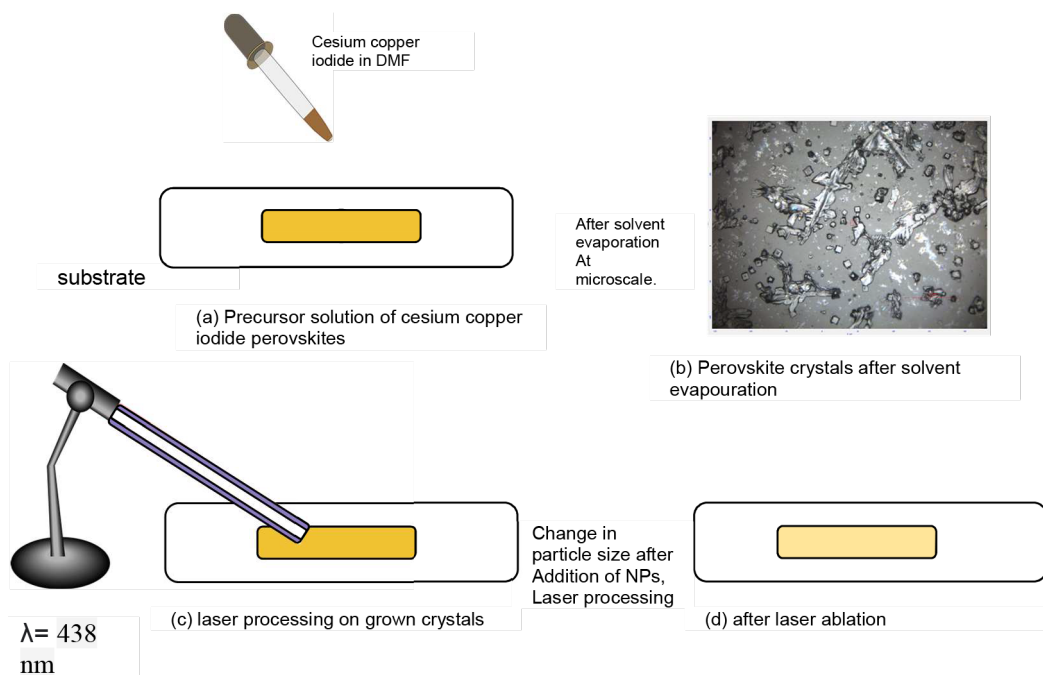 Cesium copper
iodide in DMF
substrate
After solvent
evaporation
At
microscale.
(a) Precursor solution of cesium copper
iodide perovskites
(b) Perovskite crystals after solvent
evapouration
Change in
particle size after
Addition of NPs,
Laser processing
(c) laser processing on grown crystals
(d) after laser ablation
λ= 438
nm